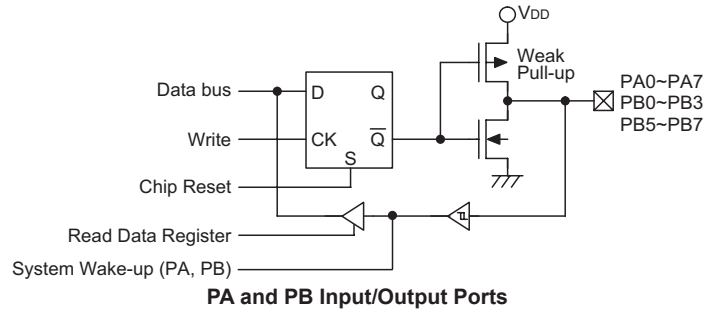 VDD
Weak
Pull-up
PA0~PA7
PB0~PB3
PB5~PB7
Data bus
D
Q
Write
CK
Q
S
Chip Reset
Read Data Register
System Wake-up (PA, PB)
PA and PB Input/Output Ports